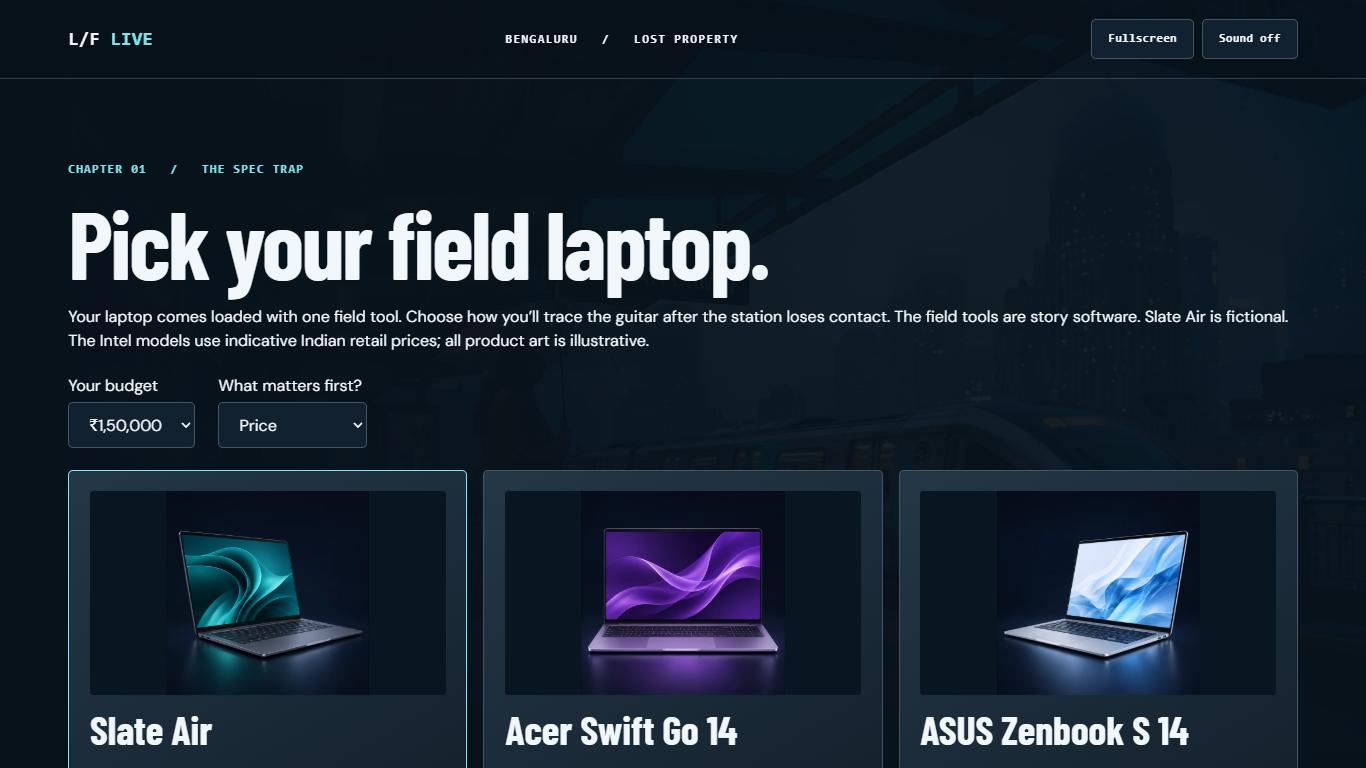 L/F LIVE
BENGALURU / LOST PROPERTY
Fullscreen
Sound off
CHAPTER 01 / THE SPEC TRAP
Pick your field laptop.
Your laptop comes loaded with one field tool. Choose how you’ll trace the guitar after the station loses contact. The field tools are story software. Slate Air is fictional.
The Intel models use indicative Indian retail prices; all product art is illustrative.
Your budget
What matters first?
₹1,50,000
Price
Slate Air
Acer Swift Go 14
ASUS Zenbook S 14